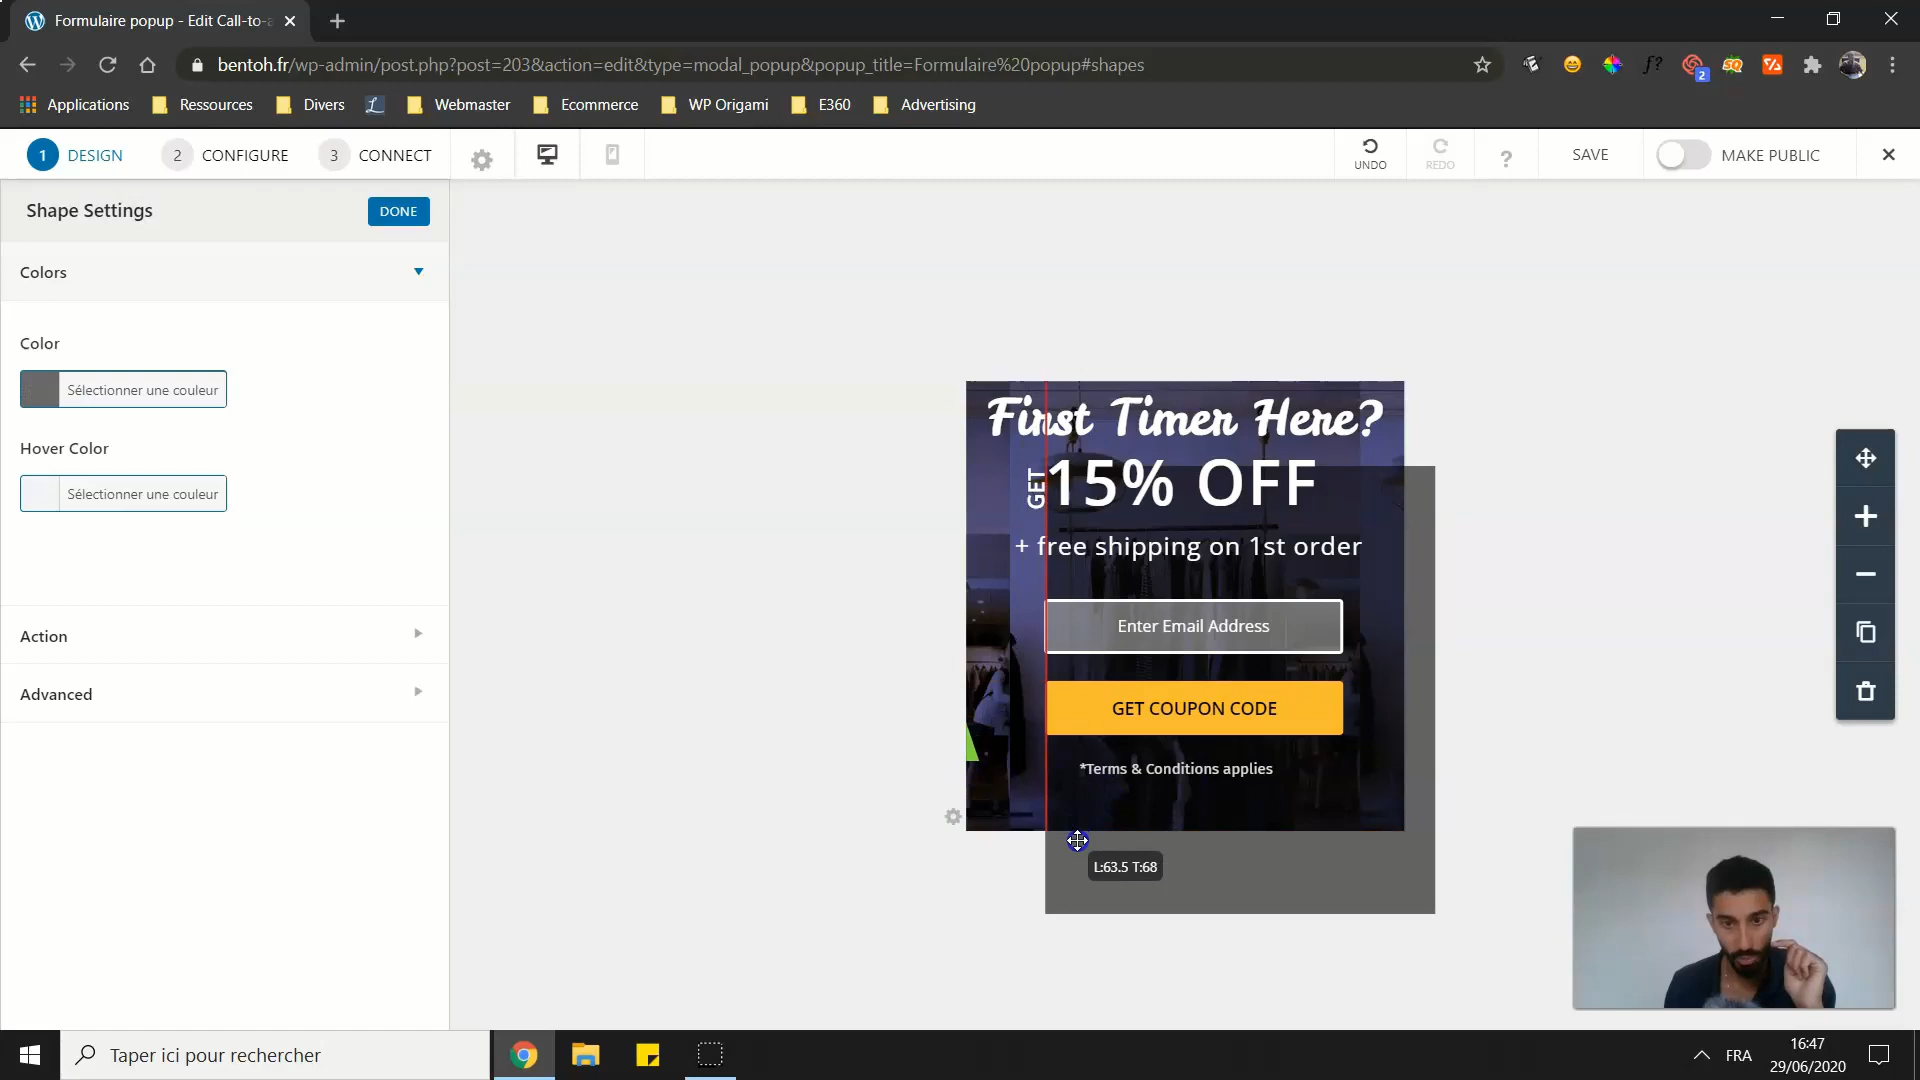 Formulaire popup - Edit Call-to-a
bentoh.fr/wp-admin/post.php?post=203&action=edit&type=modal_popup&popup_title=Formulaire%20popup#shapes
f?
2
SQ
Applications
Ressources
Divers
L
Webmaster
Ecommerce
WP Origami
E360
Advertising
1 DESIGN
2 CONFIGURE
3 CONNECT
UNDO
REDO
?
SAVE
MAKE PUBLIC
Shape Settings
DONE
Colors
Color
Sélectionner une couleur
Hover Color
Sélectionner une couleur
Action
Advanced
First Timer Here?
GET
15% OFF
+ free shipping on 1st order
Enter Email Address
GET COUPON CODE
*Terms & Conditions applies
L:63.5 T:68
Taper ici pour rechercher
FRA
16:47
29/06/2020